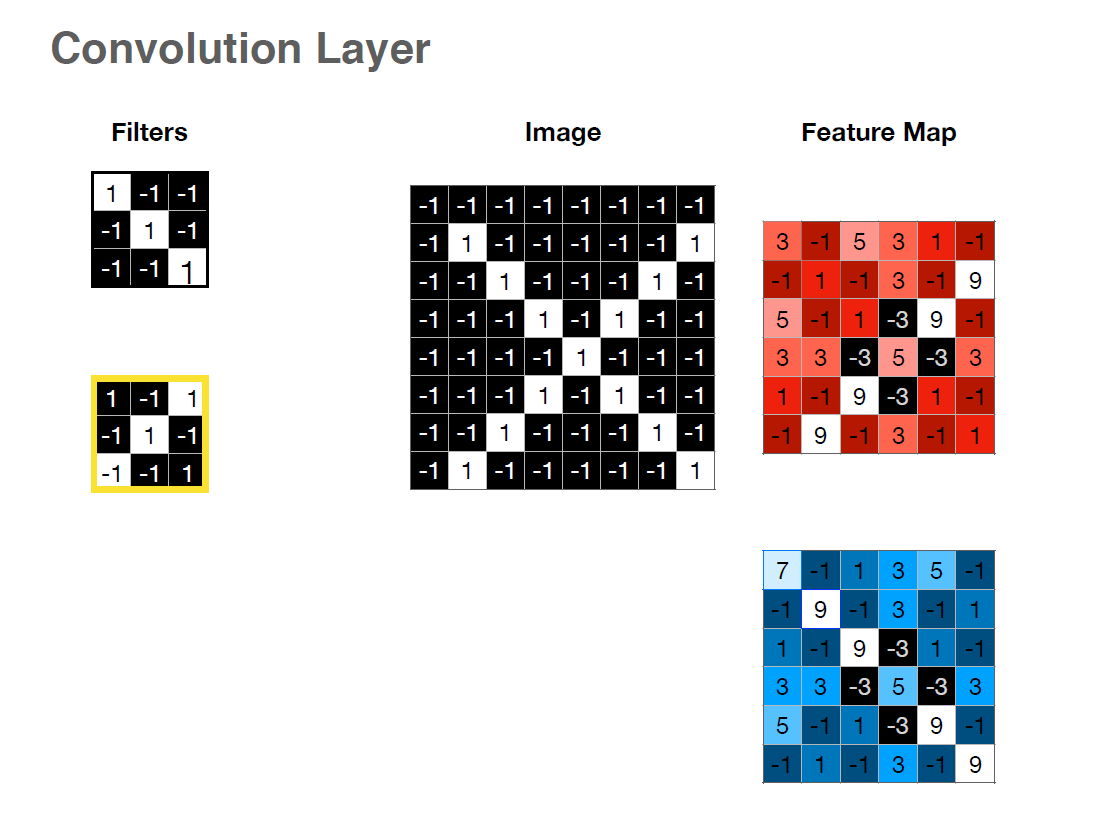 Convolution Layer
Filters
Image
Feature Map
1 -1 -1
-1 1 -1
-1 -1 1
1 -1 1
-1 1 -1
-1 -1 1
-1 -1 -1 -1 -1 -1 -1 -1
-1 1 -1 -1 -1 -1 -1 1
-1 -1 1 -1 -1 -1 1 -1
-1 -1 -1 1 -1 1 -1 -1
-1 -1 -1 -1 1 -1 -1 -1
-1 -1 -1 1 -1 1 -1 -1
-1 -1 1 -1 -1 -1 1 -1
-1 1 -1 -1 -1 -1 -1 1
3 -1 5 3 1 -1
-1 1 -1 3 -1 9
5 -1 1 -3 9 -1
3 3 -3 5 -3 3
1 -1 9 -3 1 -1
-1 9 -1 3 -1 1
7 -1 1 3 5 -1
-1 9 -1 3 -1 1
1 -1 9 -3 1 -1
3 3 -3 5 -3 3
5 -1 1 -3 9 -1
-1 1 -1 3 -1 9